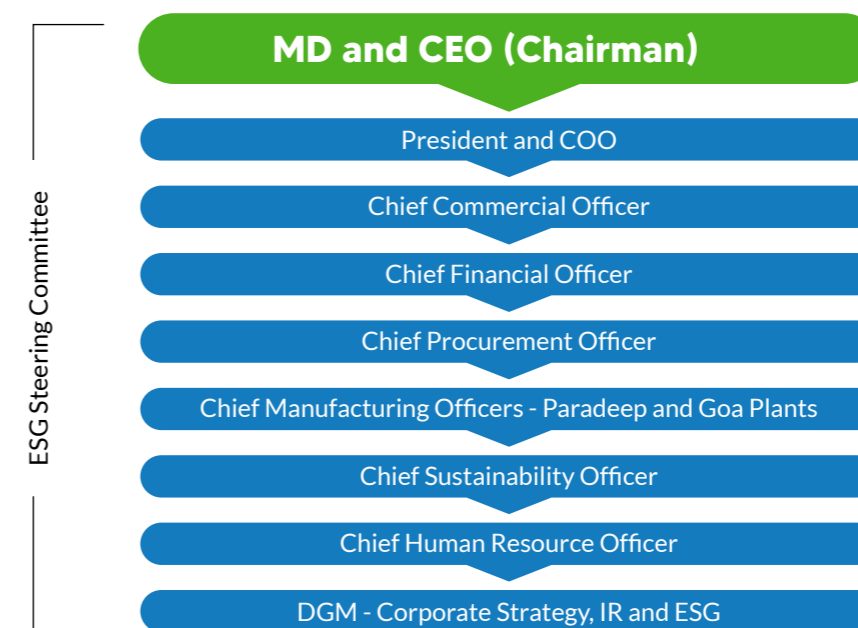 MD and CEO (Chairman)
President and COO
Chief Commercial Officer
Chief Financial Officer
Chief Procurement Officer
Chief Manufacturing Officers - Paradeep and Goa Plants
Chief Sustainability Officer
Chief Human Resource Officer
DGM - Corporate Strategy, IR and ESG
ESG Steering Committee